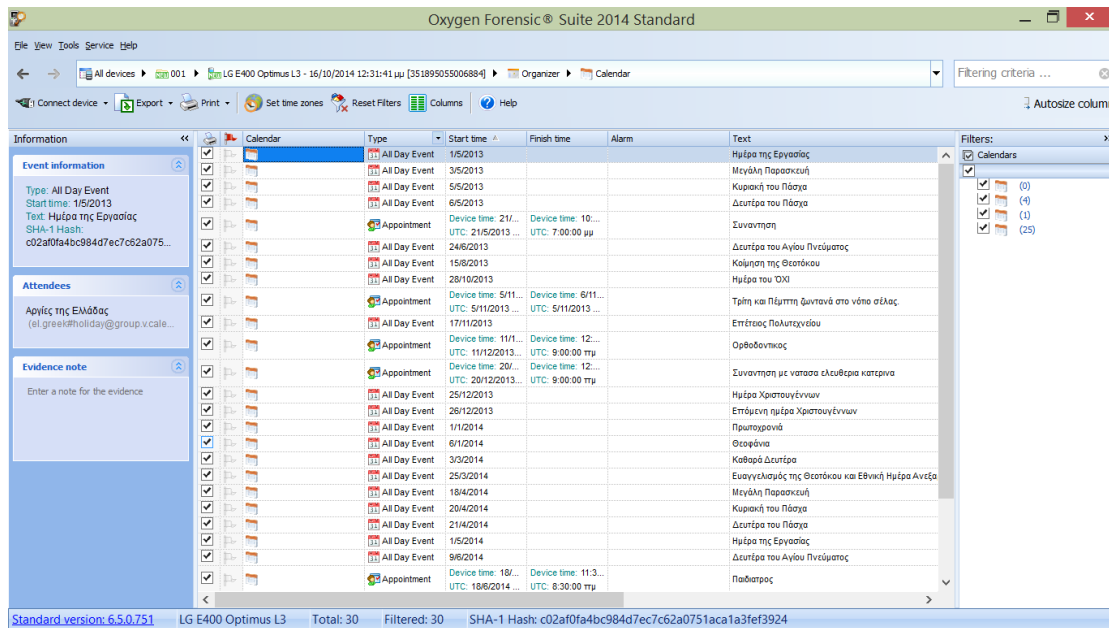 Oxygen Forensic® Suite 2014 Standard
File View Tools Service Help
All devices 001 LG E400 Optimus L3 - 16/10/2014 12:31:41 μμ [351895055006884] Organizer Calendar
Filtering criteria ...
Connect device Export Print Set time zones Reset Filters Columns Help
Autosize colum
Information
Event information
Type: All Day Event
Start time: 1/5/2013
Text: Ημέρα της Εργασίας
SHA-1 Hash:
c02af0fa4bc984d7ec7c62a075...
Attendees
Αργίες της Ελλάδας
(el.greek#holiday@group.v.cale...
Evidence note
Enter a note for the evidence
Calendar Type Start time Finish time Alarm Text
All Day Event 1/5/2013 Ημέρα της Εργασίας
All Day Event 3/5/2013 Μεγάλη Παρασκευή
All Day Event 5/5/2013 Κυριακή του Πάσχα
All Day Event 6/5/2013 Δευτέρα του Πάσχα
Appointment Device time: 21/... Device time: 10:... Συναντηση
UTC: 21/5/2013 ... UTC: 7:00:00 μμ
All Day Event 24/6/2013 Δευτέρα του Αγίου Πνεύματος
All Day Event 15/8/2013 Κοίμηση της Θεοτόκου
All Day Event 28/10/2013 Ημέρα του ΌΧΙ
Appointment Device time: 5/11... Device time: 6/11... Τρίτη και Πέμπτη ζωντανά στο νότιο σέλας.
UTC: 5/11/2013 ... UTC: 5/11/2013 ...
All Day Event 17/11/2013 Επέτειος Πολυτεχνείου
Appointment Device time: 11/1... Device time: 12:... Ορθοδοντικος
UTC: 11/12/2013... UTC: 9:00:00 πμ
Appointment Device time: 20/... Device time: 12:... Συναντηση με νατασα ελευθερια κατερινα
UTC: 20/12/2013... UTC: 9:00:00 πμ
All Day Event 25/12/2013 Ημέρα Χριστουγέννων
All Day Event 26/12/2013 Επόμενη ημέρα Χριστουγέννων
All Day Event 1/1/2014 Πρωτοχρονιά
All Day Event 6/1/2014 Θεοφάνια
All Day Event 3/3/2014 Καθαρά Δευτέρα
All Day Event 25/3/2014 Ευαγγελισμός της Θεοτόκου και Εθνική Ημέρα Ανεξα
All Day Event 18/4/2014 Μεγάλη Παρασκευή
All Day Event 20/4/2014 Κυριακή του Πάσχα
All Day Event 21/4/2014 Δευτέρα του Πάσχα
All Day Event 1/5/2014 Ημέρα της Εργασίας
All Day Event 9/6/2014 Δευτέρα του Αγίου Πνεύματος
Appointment Device time: 18/... Device time: 11:3... Παιδιατρος
UTC: 18/6/2014 ... UTC: 8:30:00 πμ
Filters:
Calendars
(0)
(4)
(1)
(25)
Standard version: 6.5.0.751 LG E400 Optimus L3 Total: 30 Filtered: 30 SHA-1 Hash: c02af0fa4bc984d7ec7c62a0751aca1a3fef3924